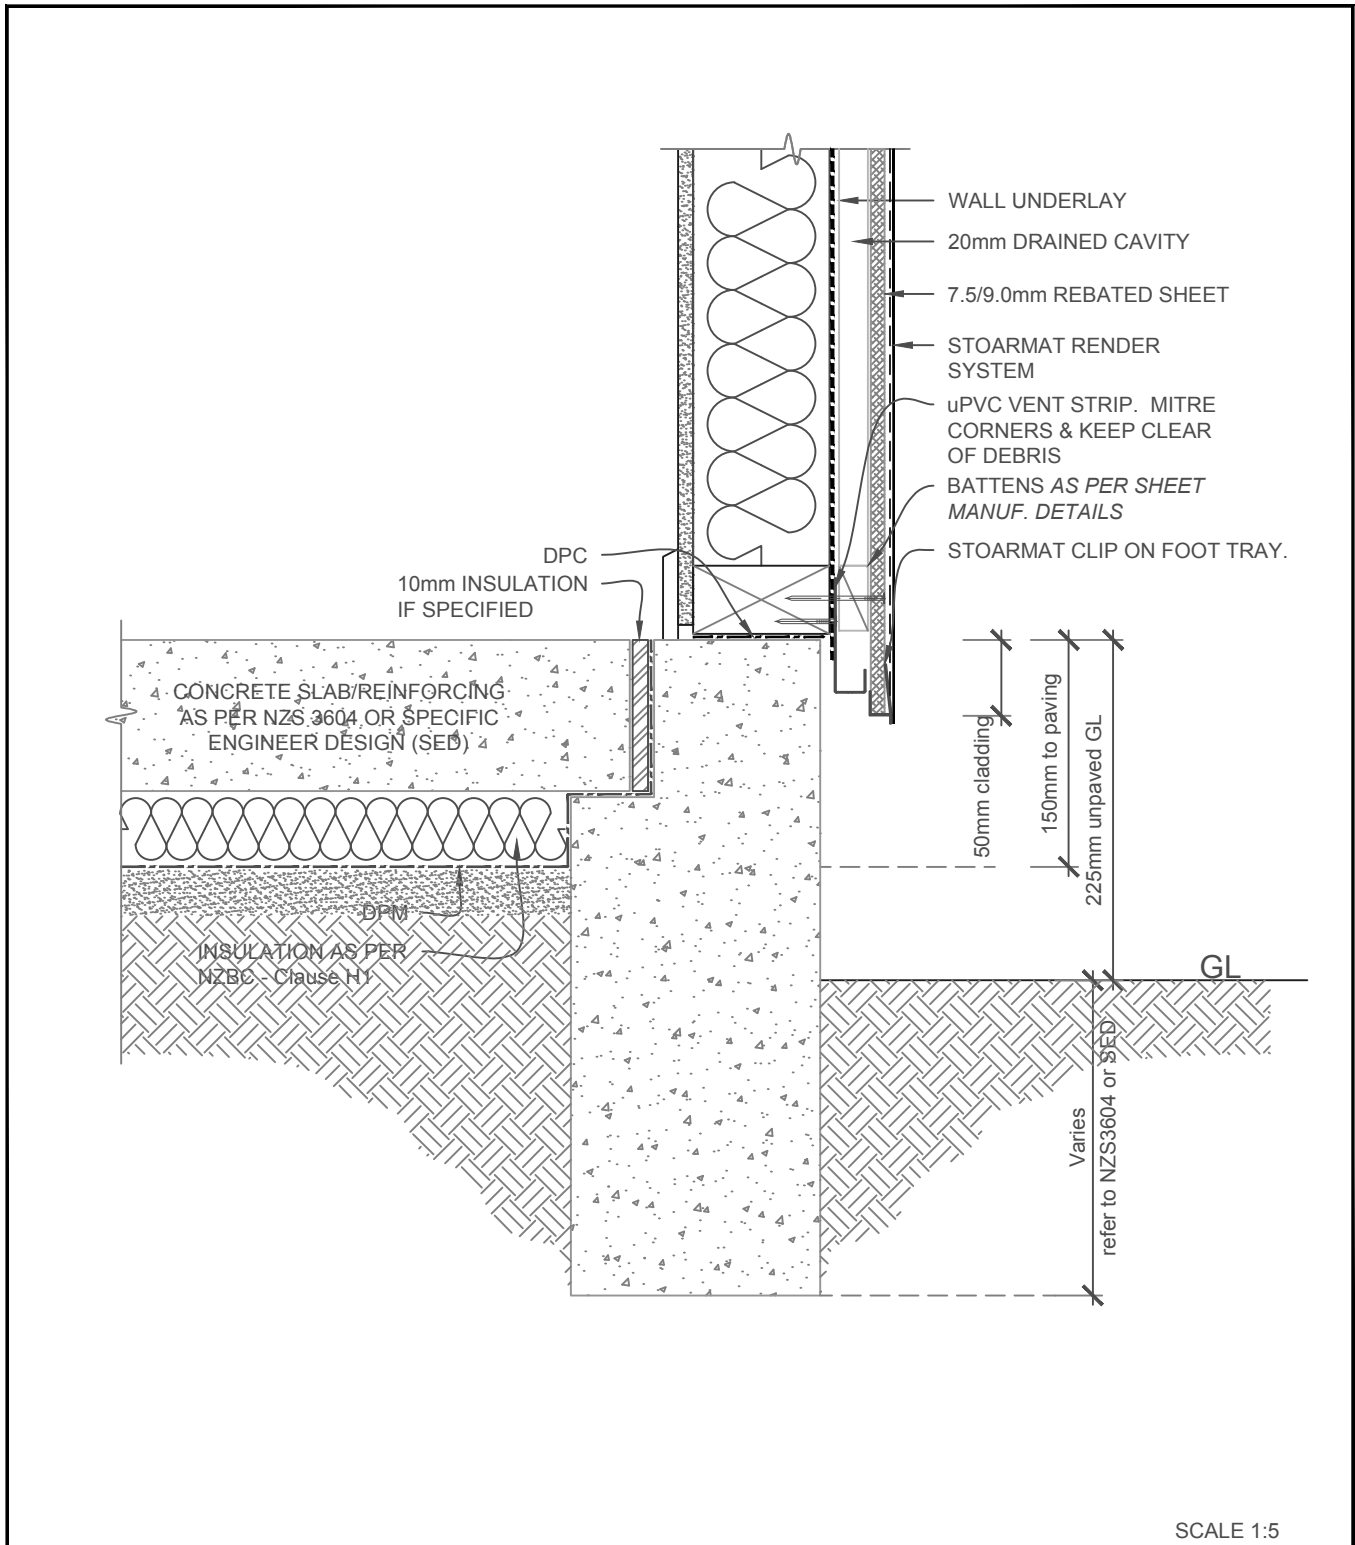 WALL UNDERLAY
20mm DRAINED CAVITY
7.5/9.0mm REBATED SHEET
STOARMAT RENDER
SYSTEM
uPVC VENT STRIP.  MITRE
CORNERS & KEEP CLEAR
OF DEBRIS
BATTENS AS PER SHEET
MANUF. DETAILS
STOARMAT CLIP ON FOOT TRAY.
DPC
10mm INSULATION
IF SPECIFIED
CONCRETE SLAB/REINFORCING
AS PER NZS 3604 OR SPECIFIC
ENGINEER DESIGN (SED)
DPM
INSULATION AS PER
NZBC - Clause H1
50mm cladding
150mm to paving
225mm unpaved GL
GL
Varies
refer to NZS3604 or SED
SCALE 1:5